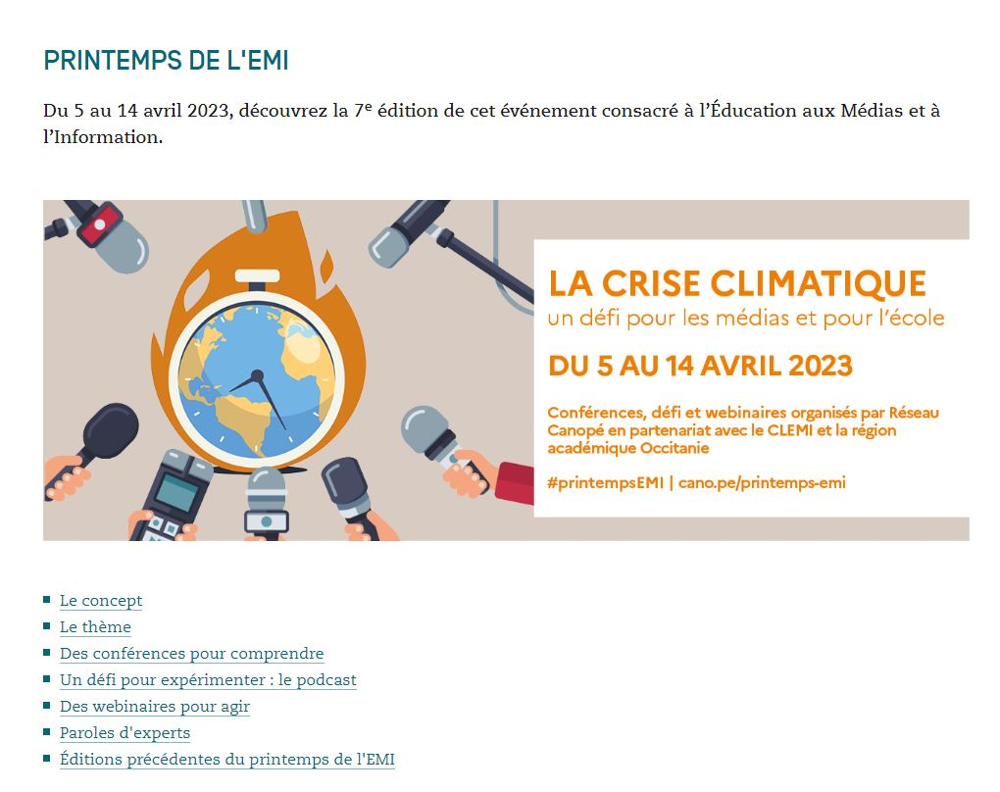 PRINTEMPS DE L'EMI
Du 5 au 14 avril 2023, découvrez la 7e édition de cet événement consacré à l’Éducation aux Médias et à
l’Information.
LA CRISE CLIMATIQUE
un défi pour les médias et pour l’école
DU 5 AU 14 AVRIL 2023
Conférences, défi et webinaires organisés par Réseau
Canopé en partenariat avec le CLEMI et la région
académique Occitanie
#printempsEMI | cano.pe/printemps-emi
Le concept
Le thème
Des conférences pour comprendre
Un défi pour expérimenter : le podcast
Des webinaires pour agir
Paroles d'experts
Éditions précédentes du printemps de l'EMI